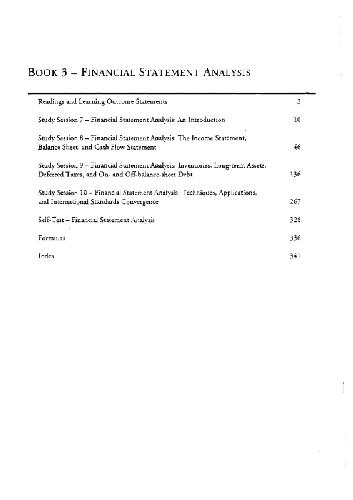 BOOK 3 – FINANCIAL STATEMENT ANALYSIS
Readings and Learning Outcome Statements 3
Study Session 7 – Financial Statement Analysis: An Introduction 10
Study Session 8 – Financial Statement Analysis: The Income Statement,
Balance Sheet, and Cash Flow Statement 46
Study Session 9 – Financial Statement Analysis: Inventories, Long-term Assets,
Deferred Taxes, and On- and Off-balance-sheet Debt 136
Study Session 10 – Financial Statement Analysis: Techniques, Applications,
and International Standards Convergence 267
Self-Test – Financial Statement Analysis 328
Formulas 336
Index 341